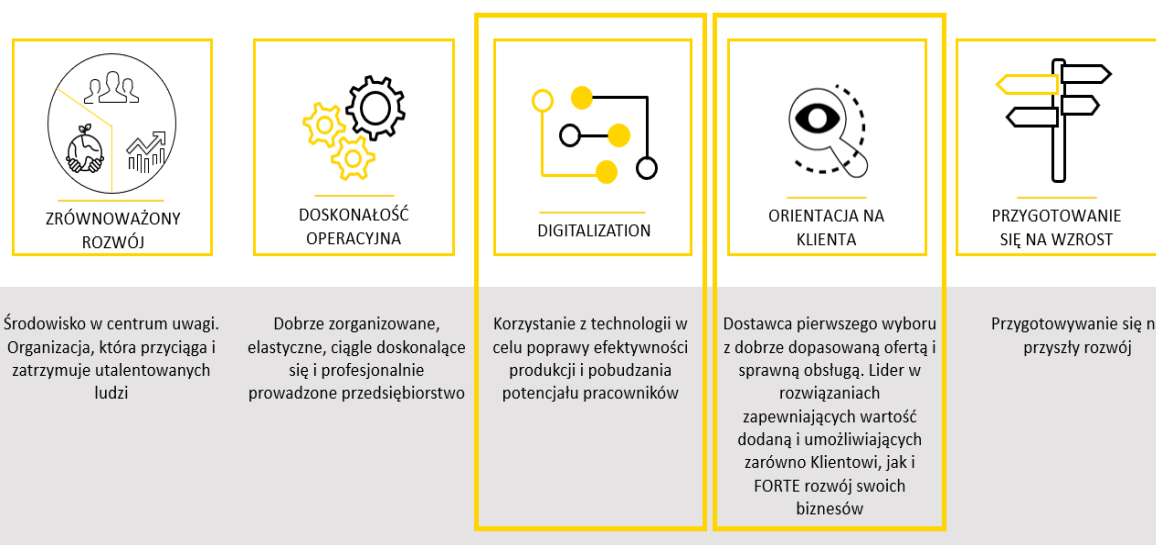 ZRÓWNOWAŻONY
ROZWÓJ
DOSKONAŁOŚĆ
OPERACYJNA
DIGITALIZATION
ORIENTACJA NA
KLIENTA
PRZYGOTOWANIE
SIĘ NA WZROST
Środowisko w centrum uwagi.
Organizacja, która przyciąga i
zatrzymuje utalentowanych
ludzi
Dobrze zorganizowane,
elastyczne, ciągle doskonalące
się i profesjonalnie
prowadzone przedsiębiorstwo
Korzystanie z technologii w
celu poprawy efektywności
produkcji i pobudzania
potencjału pracowników
Dostawca pierwszego wyboru
z dobrze dopasowaną ofertą i
sprawną obsługą. Lider w
rozwiązaniach
zapewniających wartość
dodaną i umożliwiających
zarówno Klientowi, jak i
FORTE rozwój swoich
biznesów
Przygotowywanie się
przyszły rozwój